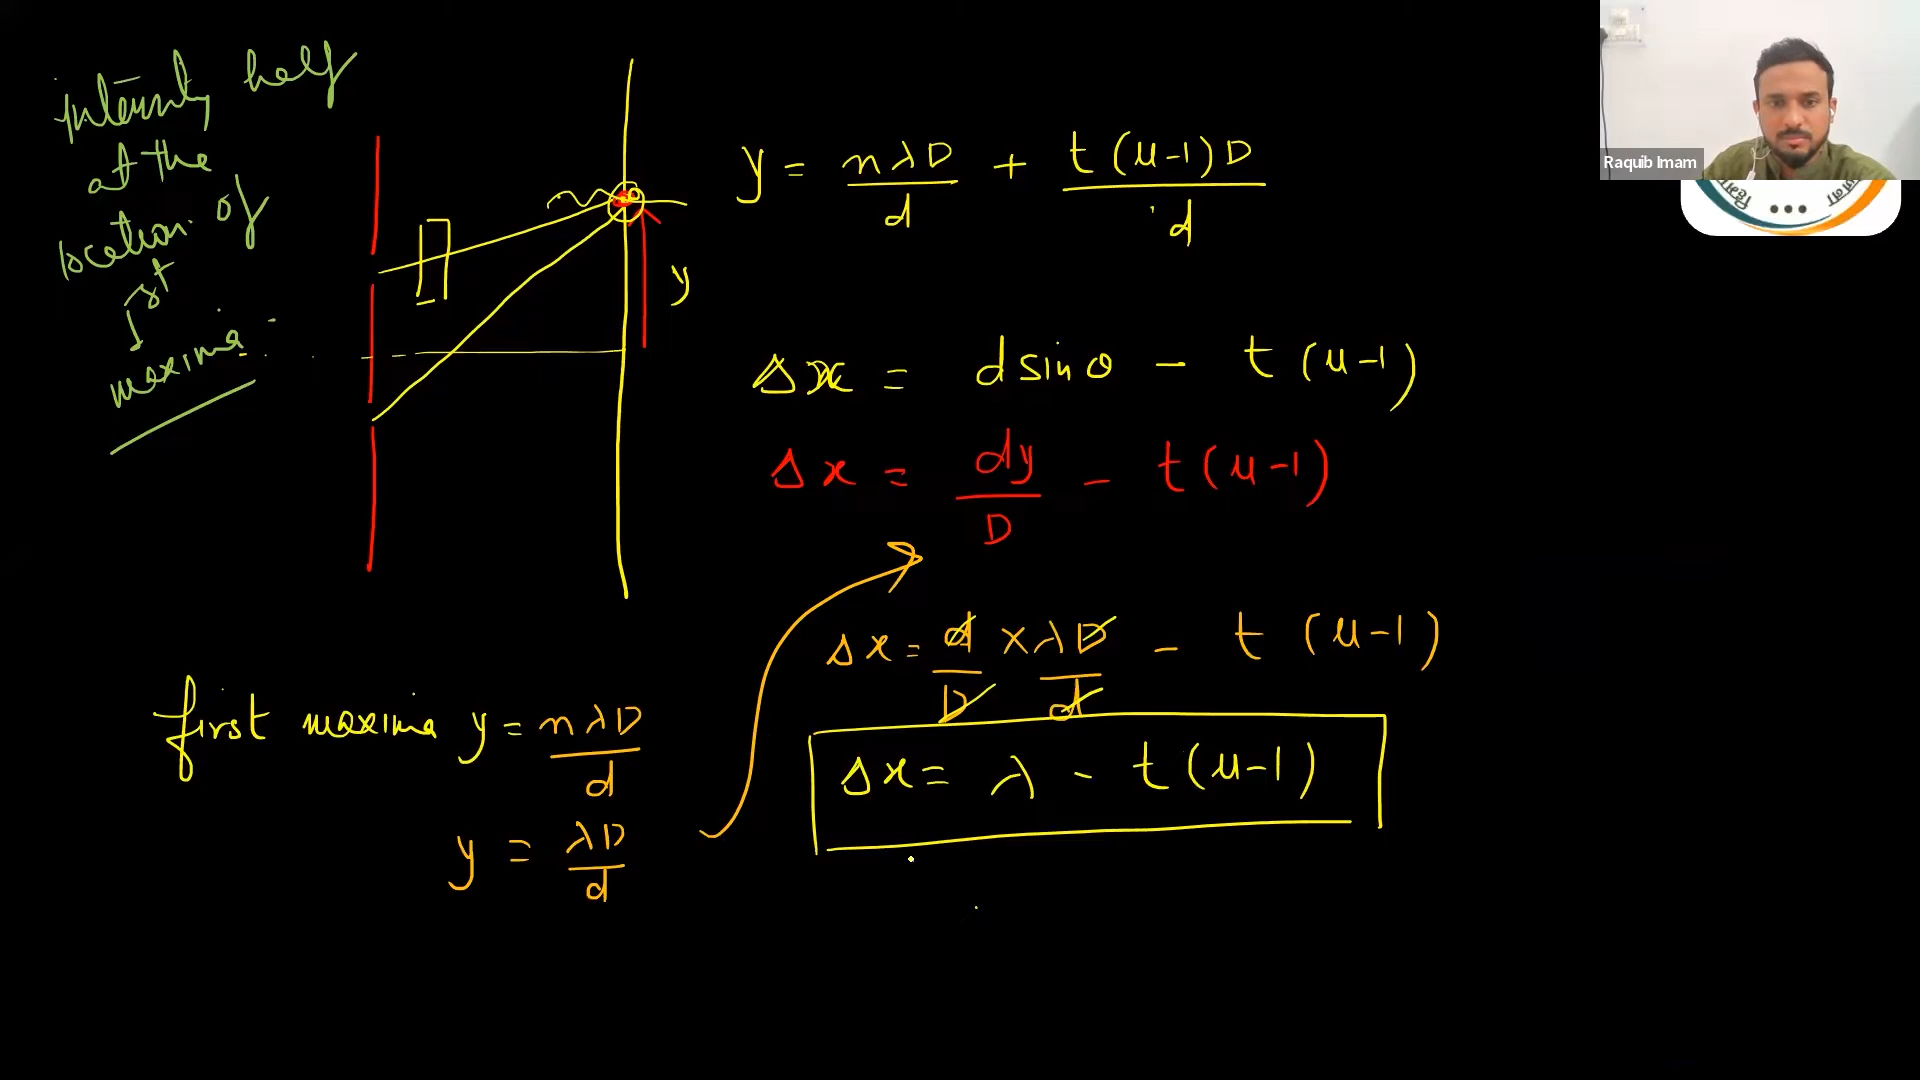 intensity half
at the
location of
1st
maxima
y
y = nλD/d + t(μ-1)D/d
Δx = d sinθ - t(μ-1)
Δx = dy/D - t(μ-1)
Δx = d/D × λD/d - t(μ-1)
first maxima y = nλD/d
Δx = λ - t(μ-1)
y = λD/d
Raquib Imam